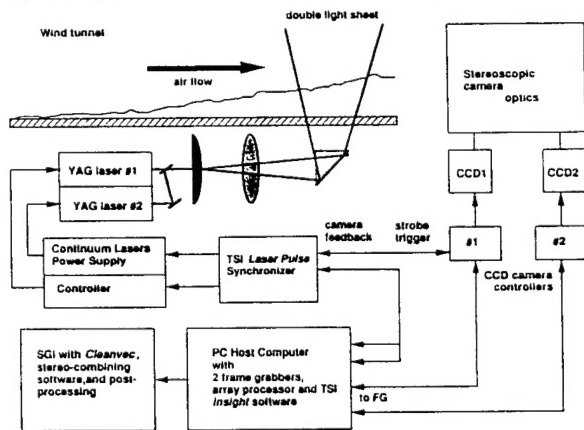 double light sheet
Wind tunnel
air flow
Stereoscopic
camera
optics
YAG laser #1
YAG laser #2
CCD1
CCD2
camera
feedback
strobe
trigger
#1
#2
Continuum Lasers
Power Supply
Controller
TSI Laser Pulse
Synchronizer
CCD camera
controllers
SGI with Cleanvec,
stereo-combining
software,and post-
processing
PC Host Computer
with
2 frame grabbers,
array processor and TSI
Insight software
to FG